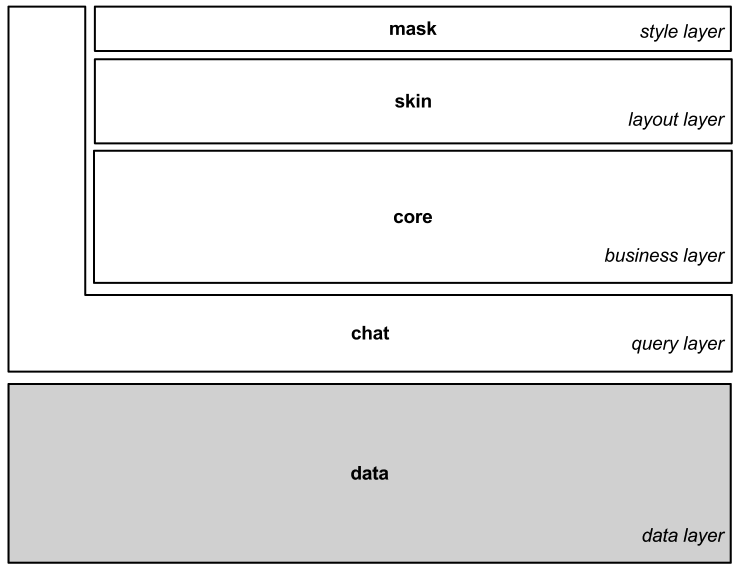 mask
style layer
skin
layout layer
core
business layer
chat
query layer
data
data layer